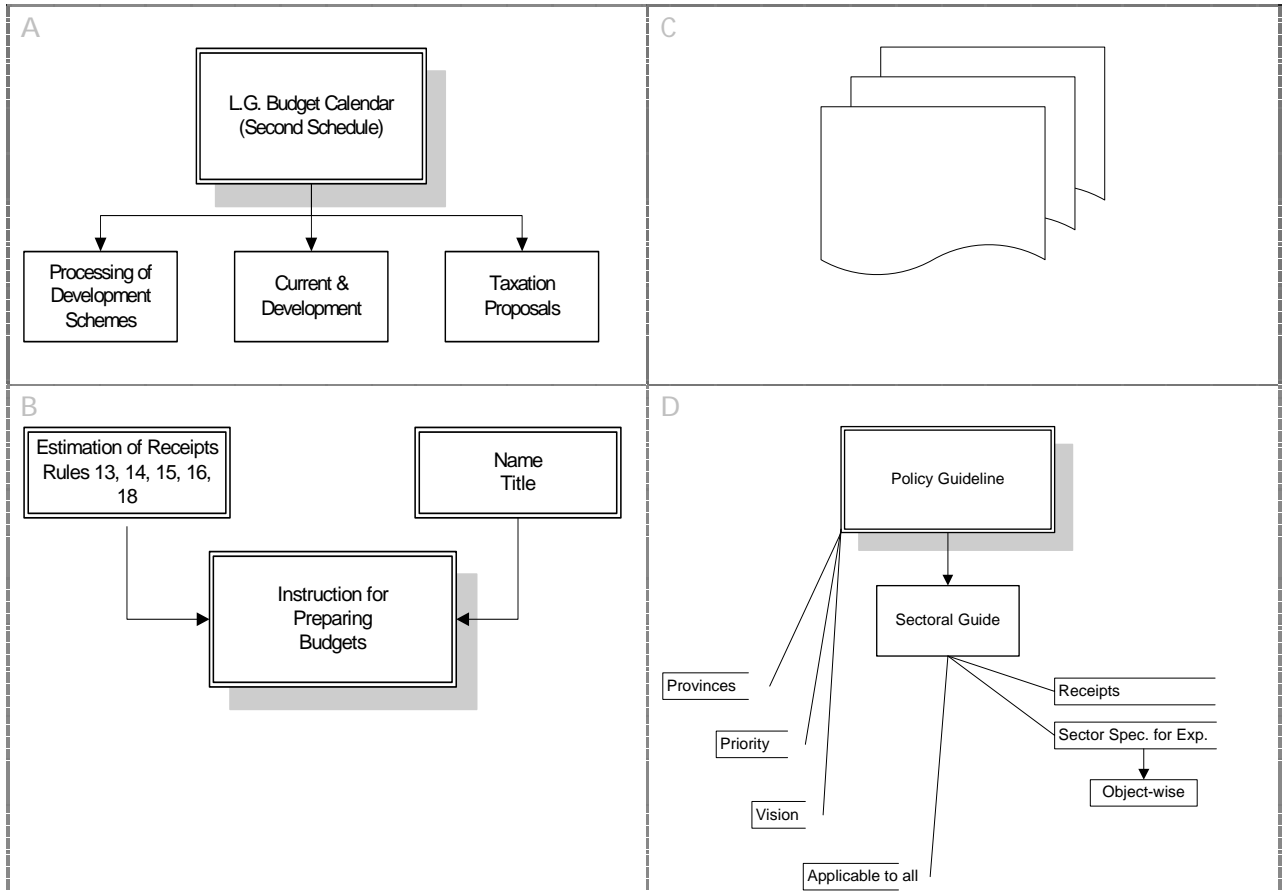 A
L.G. Budget Calendar
(Second Schedule)
Processing of
Development
Schemes
Current &
Development
Taxation
Proposals
B
Estimation of Receipts
Rules 13, 14, 15, 16,
18
Name
Title
Instruction for
Preparing
Budgets
C
D
Policy Guideline
Sectoral Guide
Provinces
Priority
Vision
Applicable to all
Receipts
Sector Spec. for Exp.
Object-wise